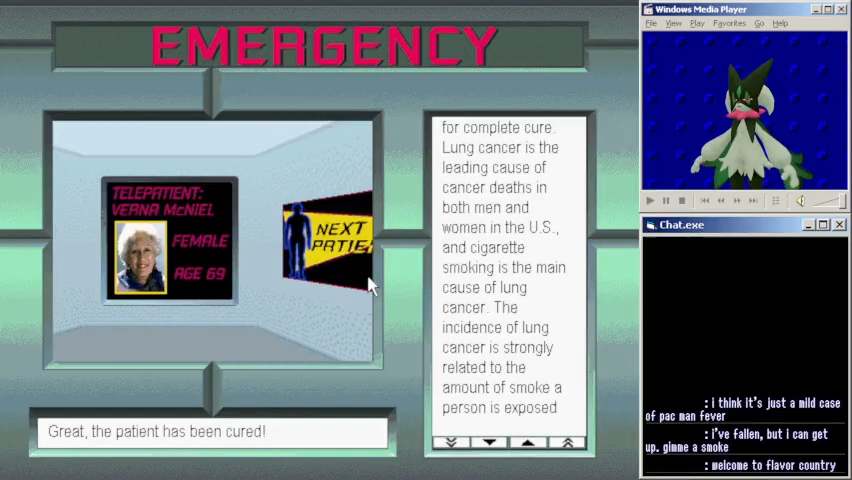 EMERGENCY
TELEPATIENT:
VERNA McNIEL
FEMALE
AGE 69
NEXT
Great, the patient has been cured!
for complete cure.
Lung cancer is the
leading cause of
cancer deaths in
both men and
women in the U.S.,
and cigarette
smoking is the main
cause of lung
cancer. The
incidence of lung
cancer is strongly
related to the
amount of smoke a
person is exposed
Windows Media Player
File View Play Favorites Go Help
Chat.exe
: i think it's just a mild case
of pac man fever
: i've fallen, but i can get
up. gimme a smoke
: welcome to flavor country